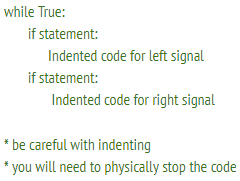 while True:
if statement:
Indented code for left signal
if statement:
Indented code for right signal
* be careful with indenting
* you will need to physically stop the code